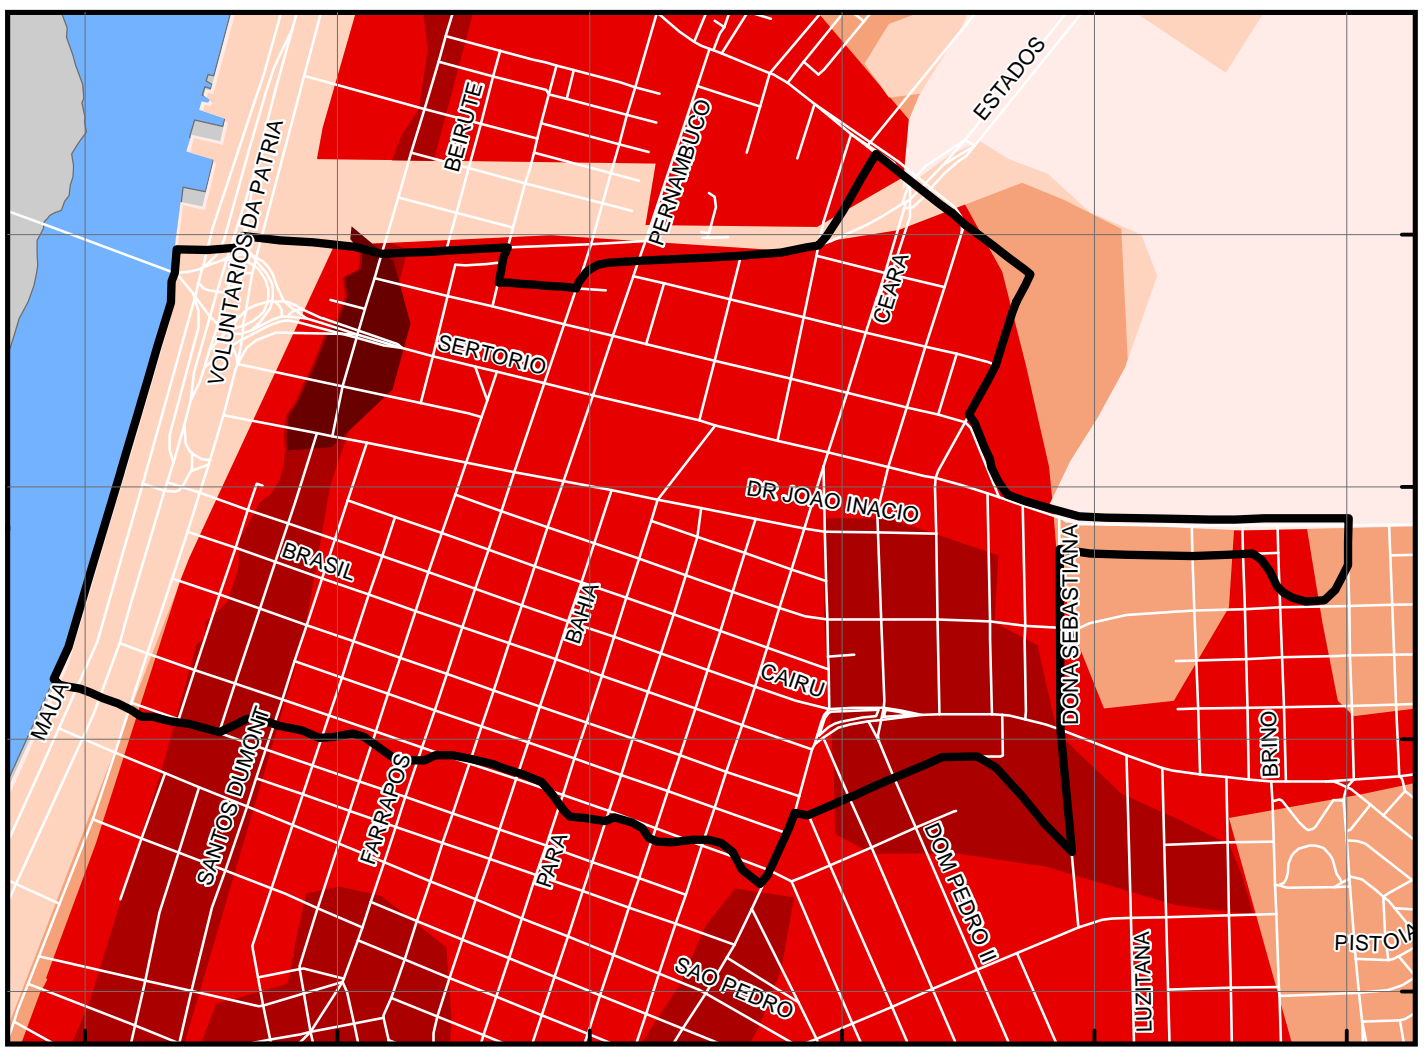 ESTADOS
BEIRUTE
PERNAMBUCO
VOLUNTARIOS DA PATRIA
CEARA
SERTORIO
DR JOAO INACIO
BRASIL
BAHIA
DONA SEBASTIANA
CAIRU
MAUA
SANTOS DUMONT
FARRAPOS
BRINO
PARA
DOM PEDRO II
PISTOIA
SAO PEDRO
LUZITANA